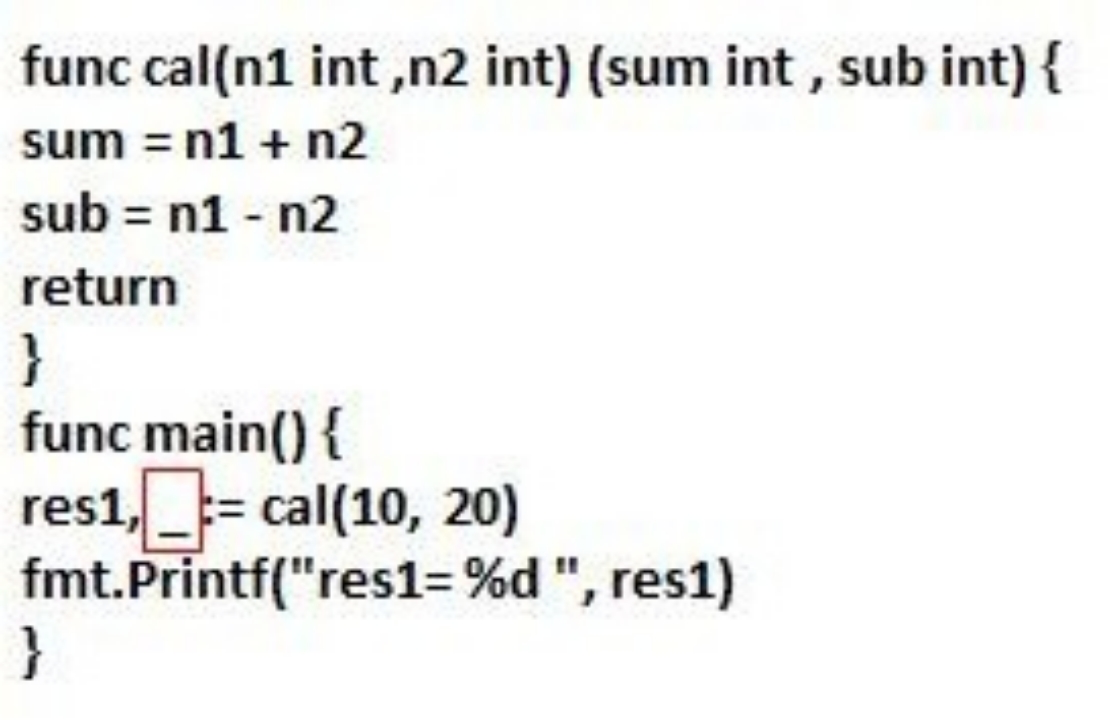 func cal(n1 int ,n2 int) (sum int , sub int) {
sum = n1 + n2
sub = n1 - n2
return
}
func main() {
res1, _ := cal(10, 20)
fmt.Printf("res1= %d ", res1)
}